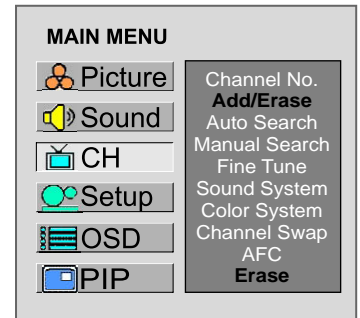 MAIN MENU
Picture
Sound
CH
Setup
OSD
PIP
Channel No.
Add/Erase
Auto Search
Manual Search
Fine Tune
Sound System
Color System
Channel Swap
AFC
Erase